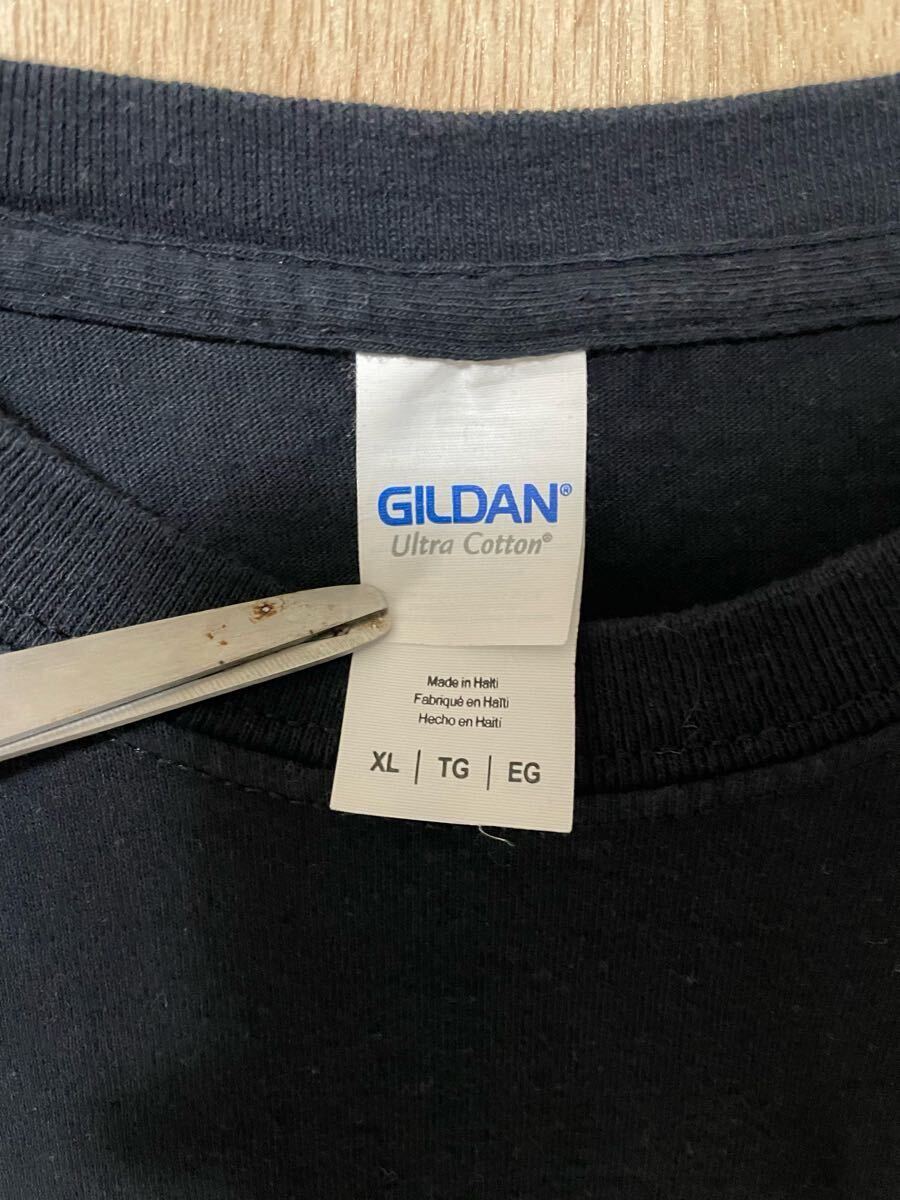 GILDAN®
Ultra Cotton®
Made in Haiti
Fabriqué en Haïti
Hecho en Haití
XL | TG | EG